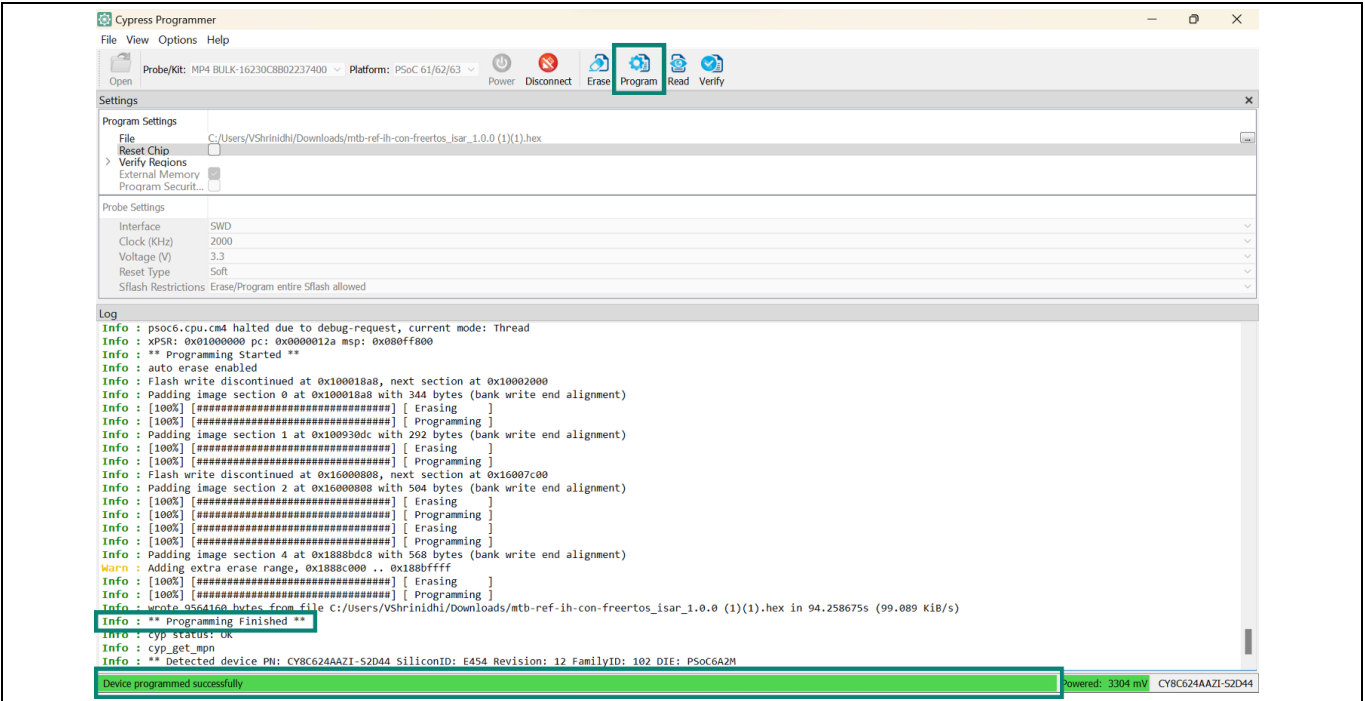 Cypress Programmer
File View Options Help
Open Probe/Kit: MP4 BULK-16230C8B02237400 Platform: PSoC 61/62/63 Power Disconnect Erase Program Read Verify
Settings
Program Settings
File C:/Users/VShrinidhi/Downloads/mtb-ref-ih-con-freertos_isar_1.0.0 (1)(1).hex ...
Reset Chip
Verify Regions
External Memory
Program Securit...
Probe Settings
Interface SWD
Clock (KHz) 2000
Voltage (V) 3.3
Reset Type Soft
Sflash Restrictions Erase/Program entire Sflash allowed
Log
Info : psoc6.cpu.cm4 halted due to debug-request, current mode: Thread
Info : xPSR: 0x01000000 pc: 0x0000012a msp: 0x080ff800
Info : ** Programming Started **
Info : auto erase enabled
Info : Flash write discontinued at 0x100018a8, next section at 0x10002000
Info : Padding image section 0 at 0x100018a8 with 344 bytes (bank write end alignment)
Info : [100%] [################################] [ Erasing ]
Info : [100%] [################################] [ Programming ]
Info : Padding image section 1 at 0x100930dc with 292 bytes (bank write end alignment)
Info : [100%] [################################] [ Erasing ]
Info : [100%] [################################] [ Programming ]
Info : Flash write discontinued at 0x16000808, next section at 0x16007c00
Info : Padding image section 2 at 0x16000808 with 504 bytes (bank write end alignment)
Info : [100%] [################################] [ Erasing ]
Info : [100%] [################################] [ Programming ]
Info : [100%] [################################] [ Erasing ]
Info : [100%] [################################] [ Programming ]
Info : Padding image section 4 at 0x1888bdc8 with 568 bytes (bank write end alignment)
Warn : Adding extra erase range, 0x1888c000 .. 0x188bffff
Info : [100%] [################################] [ Erasing ]
Info : [100%] [################################] [ Programming ]
Info : wrote 9564160 bytes from file C:/Users/VShrinidhi/Downloads/mtb-ref-ih-con-freertos_isar_1.0.0 (1)(1).hex in 94.258675s (99.089 KiB/s)
Info : ** Programming Finished **
Info : cyp status: OK
Info : cyp_get_mpn
Info : ** Detected device PN: CY8C624AAZI-S2D44 SiliconID: E454 Revision: 12 FamilyID: 102 DIE: PSoC6A2M
Device programmed successfully Powered: 3304 mV CY8C624AAZI-S2D44